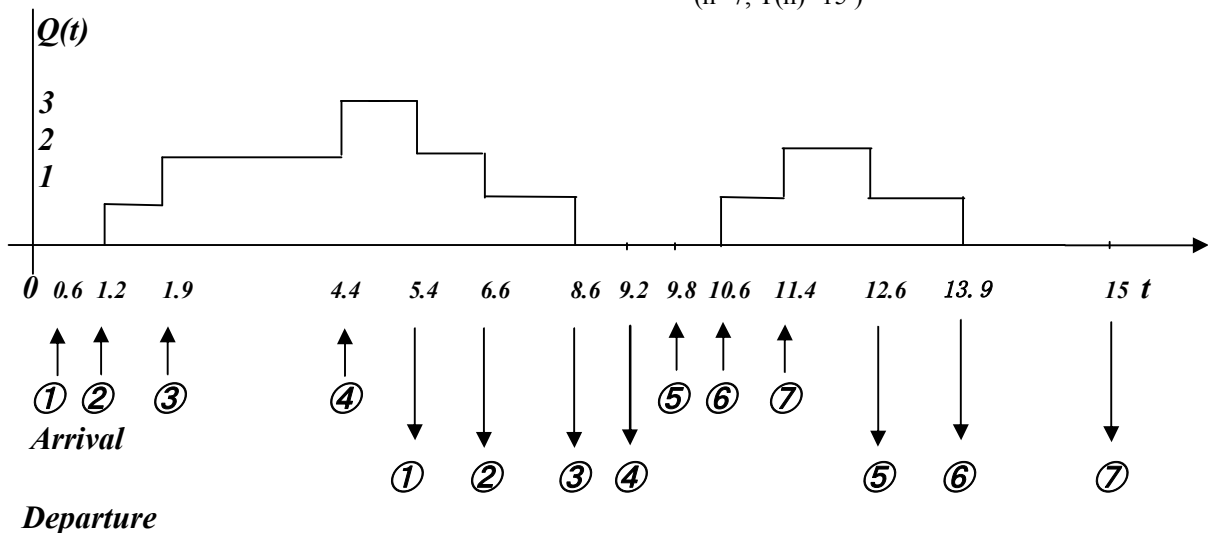 (n=7, T(n)=15 )
Q(t)
3
2
1
0 0.6 1.2 1.9 4.4 5.4 6.6 8.6 9.2 9.8 10.6 11.4 12.6 13.9 15 t
① ② ③ ④ ⑤ ⑥ ⑦
Arrival
① ② ③ ④ ⑤ ⑥ ⑦
Departure